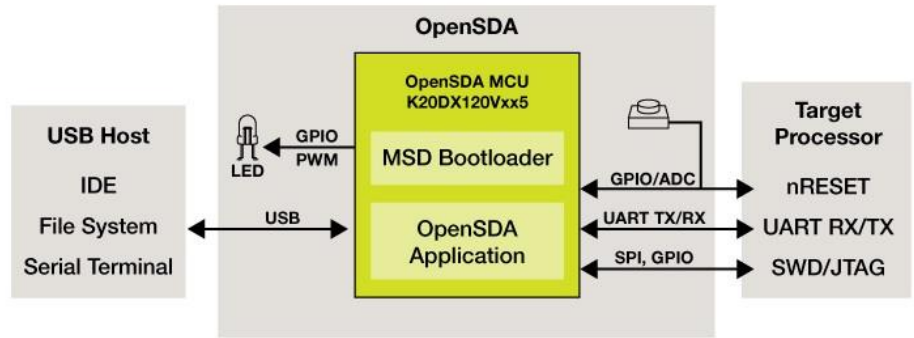 OpenSDA
OpenSDA MCU
K20DX120Vxx5
USB Host
IDE
File System
Serial Terminal
LED
GPIO
PWM
USB
MSD Bootloader
OpenSDA
Application
GPIO/ADC
UART TX/RX
SPI, GPIO
Target
Processor
nRESET
UART RX/TX
SWD/JTAG